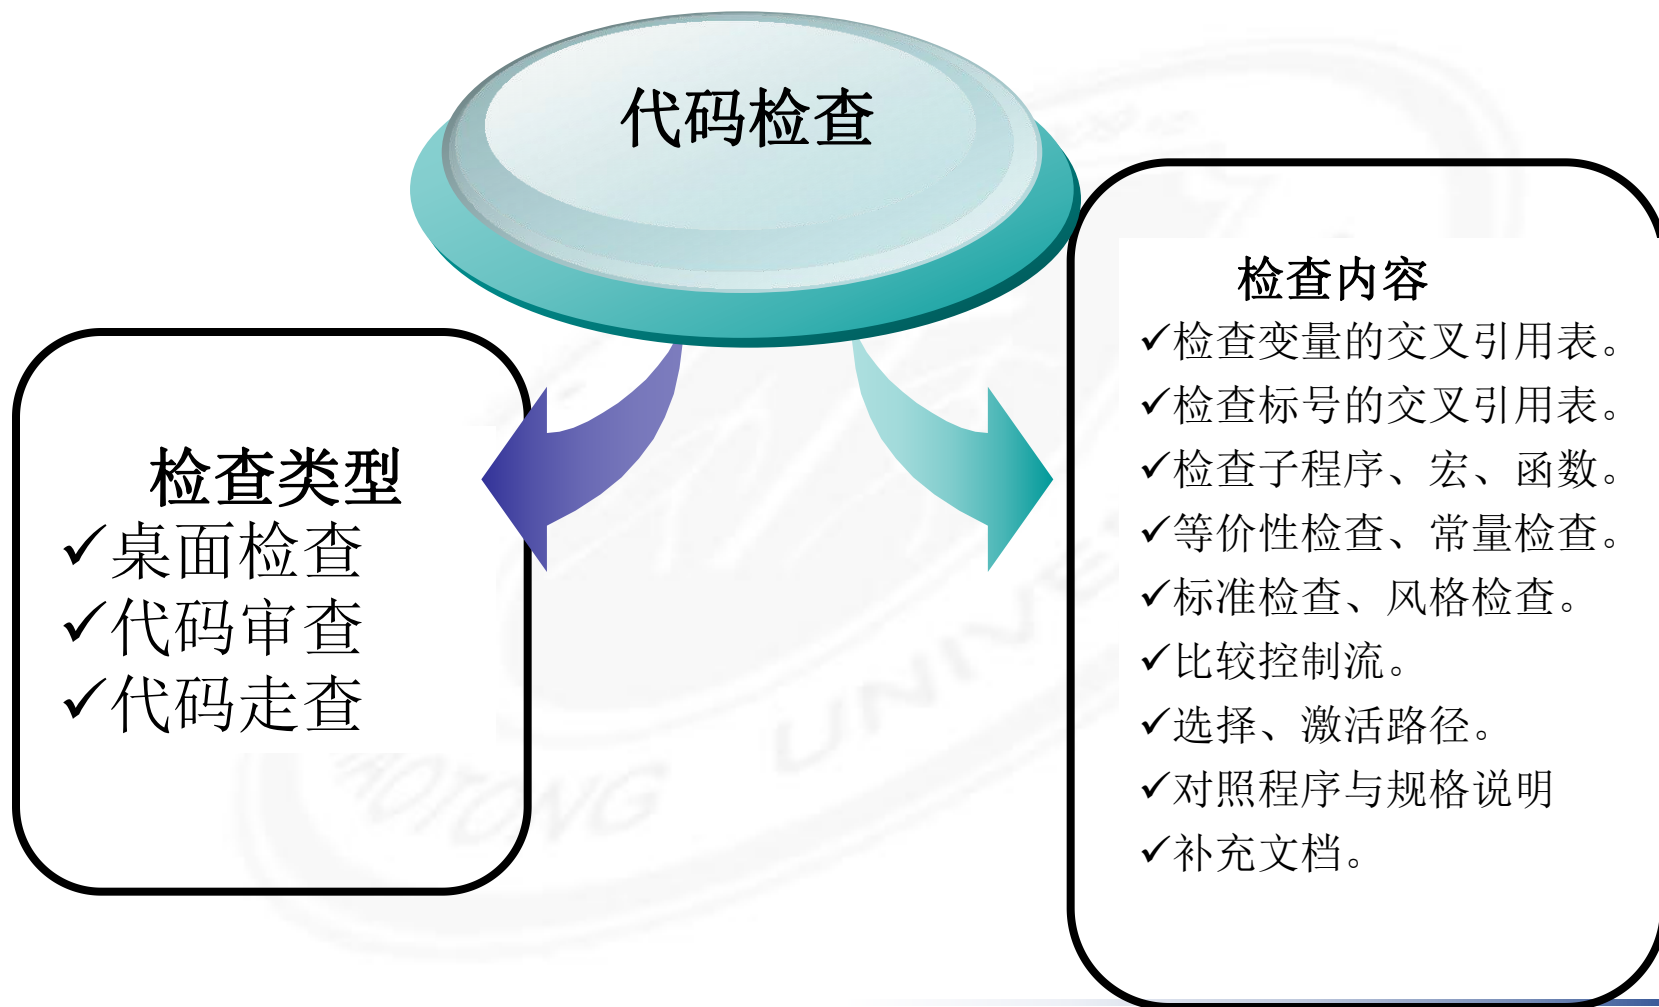 代码检查
检查类型
✓桌面检查
✓代码审查
✓代码走查
检查内容
✓检查变量的交叉引用表。
✓检查标号的交叉引用表。
✓检查子程序、宏、函数。
✓等价性检查、常量检查。
✓标准检查、风格检查。
✓比较控制流。
✓选择、激活路径。
✓对照程序与规格说明
✓补充文档。